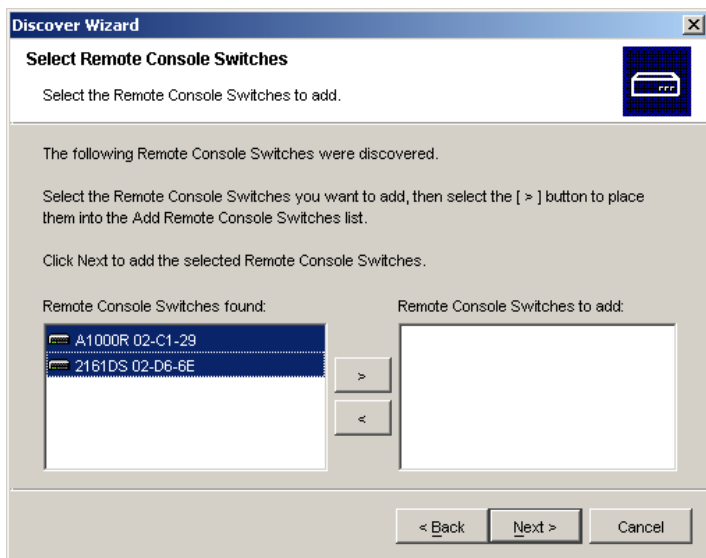 Discover Wizard
Select Remote Console Switches
Select the Remote Console Switches to add.
The following Remote Console Switches were discovered.
Select the Remote Console Switches you want to add, then select the [ > ] button to place
them into the Add Remote Console Switches list.
Click Next to add the selected Remote Console Switches.
Remote Console Switches found:
Remote Console Switches to add:
A1000R 02-C1-29
2161DS 02-D6-6E
>
<
< Back
Next >
Cancel